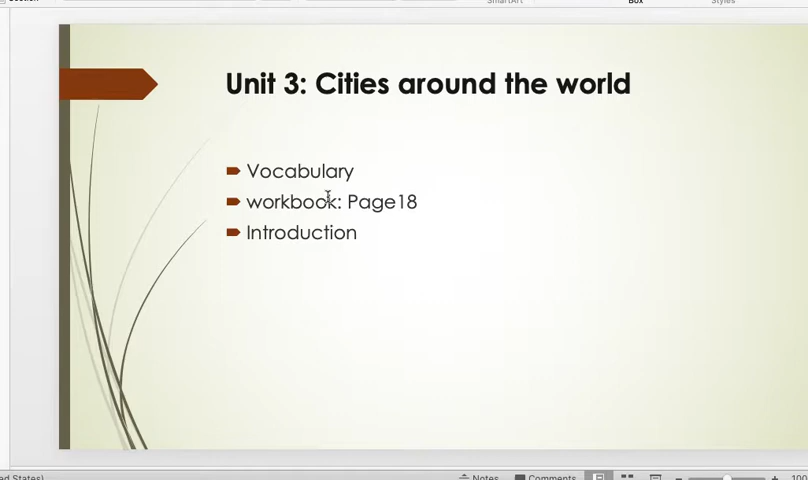 SmartArt
Box
Styles
Unit 3: Cities around the world
Vocabulary
workbook: Page18
Introduction
Notes
Comments